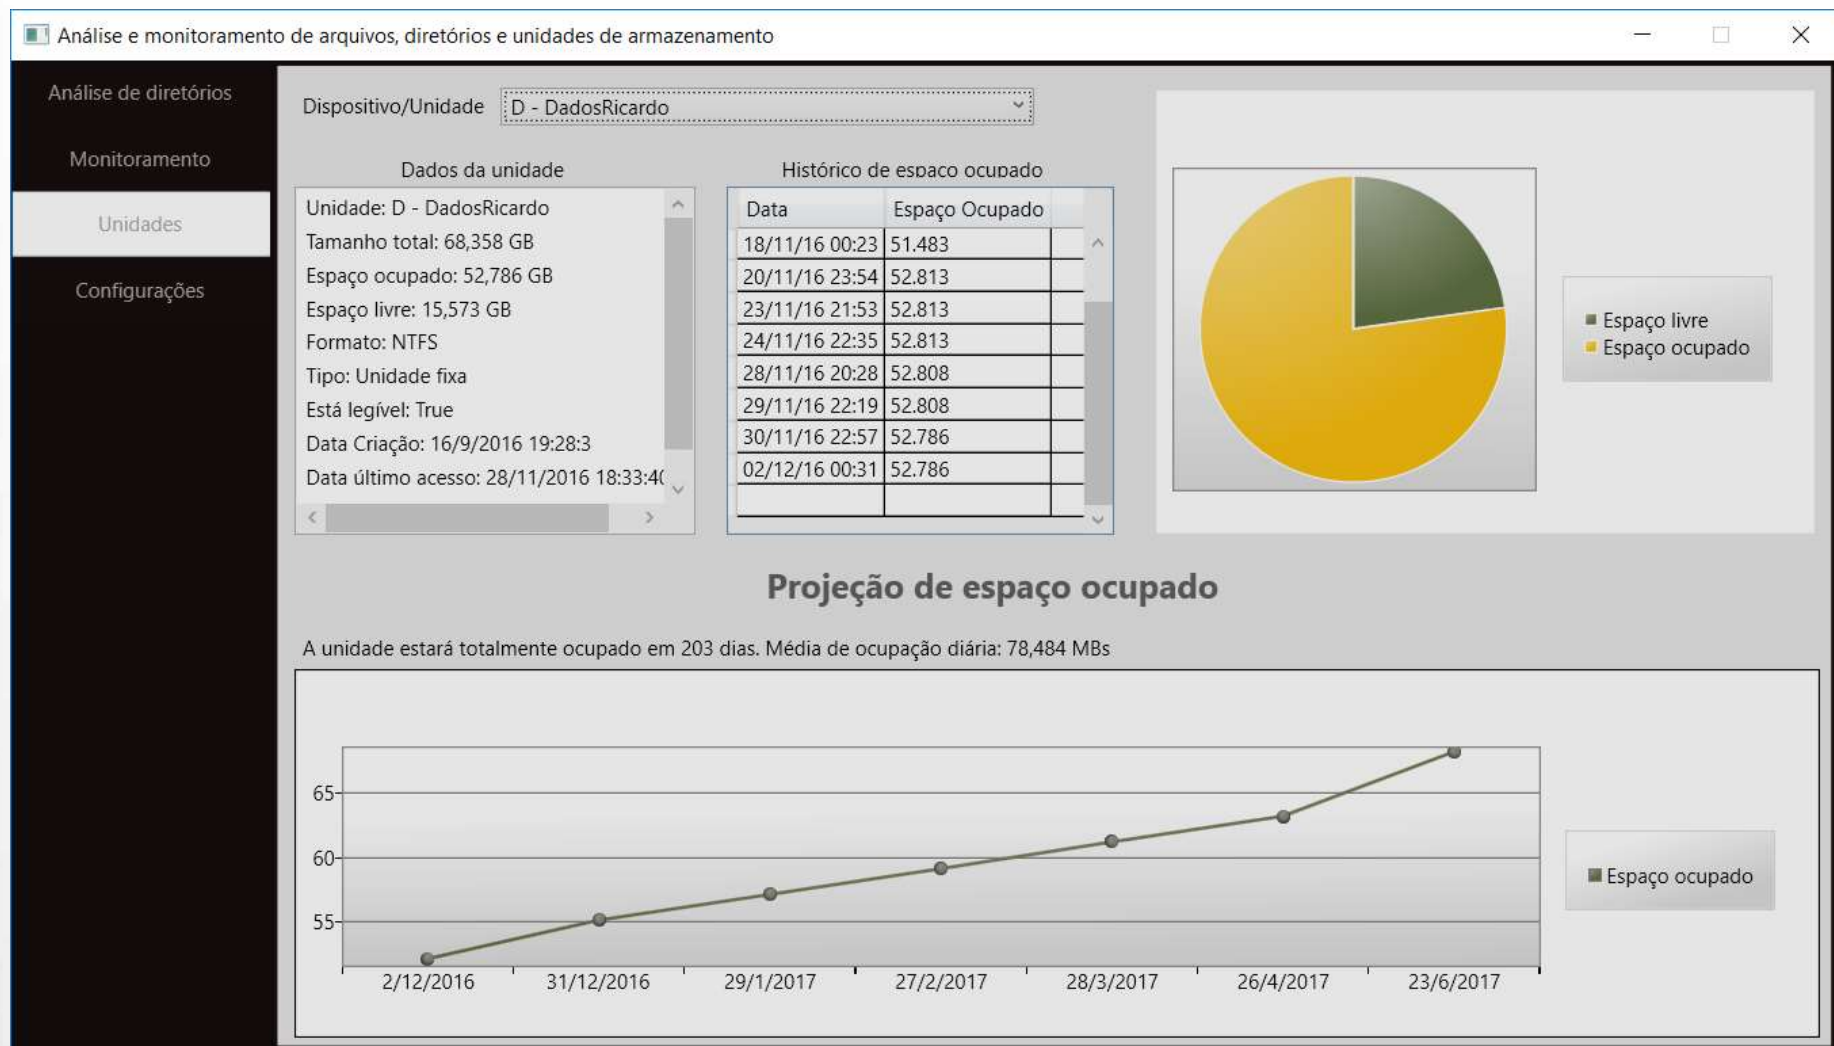 Análise e monitoramento de arquivos, diretórios e unidades de armazenamento
Análise de diretórios
Monitoramento
Unidades
Configurações
Dispositivo/Unidade D - DadosRicardo
Dados da unidade
Unidade: D - DadosRicardo
Tamanho total: 68,358 GB
Espaço ocupado: 52,786 GB
Espaço livre: 15,573 GB
Formato: NTFS
Tipo: Unidade fixa
Está legível: True
Data Criação: 16/9/2016 19:28:3
Data último acesso: 28/11/2016 18:33:40
Histórico de espaço ocupado
Data Espaço Ocupado
18/11/16 00:23 51.483
20/11/16 23:54 52.813
23/11/16 21:53 52.813
24/11/16 22:35 52.813
28/11/16 20:28 52.808
29/11/16 22:19 52.808
30/11/16 22:57 52.786
02/12/16 00:31 52.786
Espaço livre
Espaço ocupado
Projeção de espaço ocupado
A unidade estará totalmente ocupado em 203 dias. Média de ocupação diária: 78,484 MBs
65
60
55
2/12/2016 31/12/2016 29/1/2017 27/2/2017 28/3/2017 26/4/2017 23/6/2017
Espaço ocupado